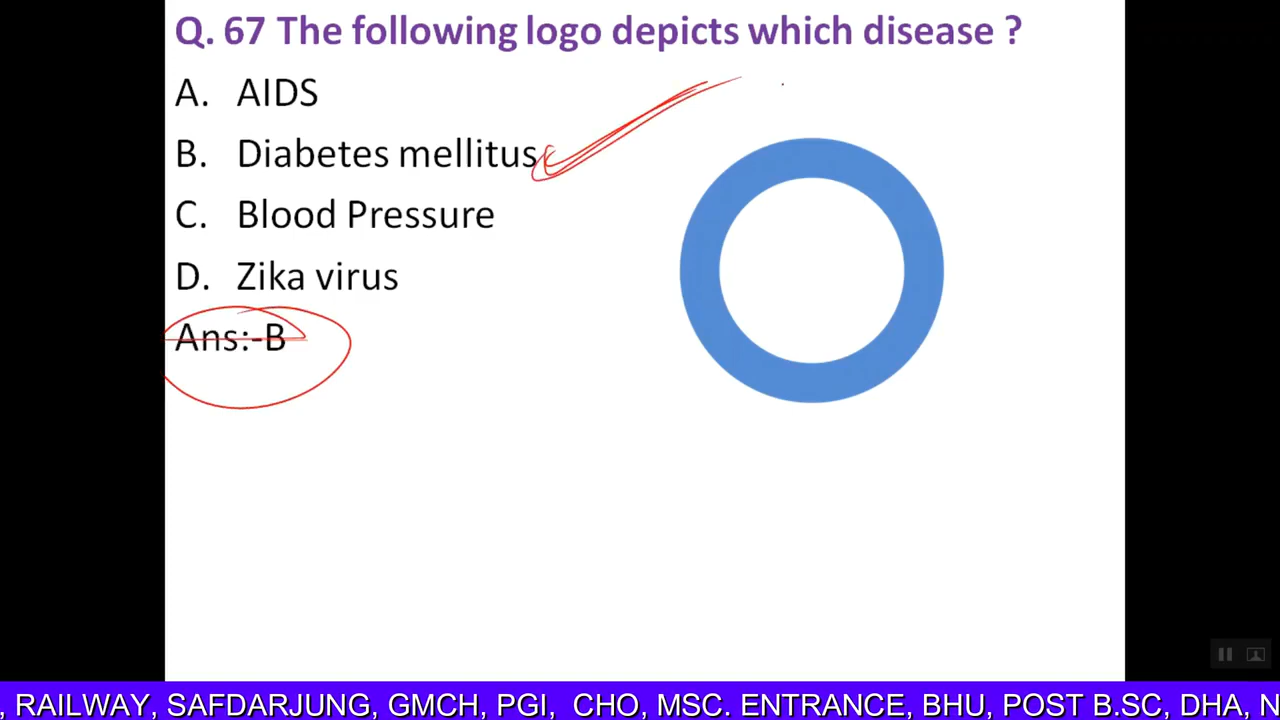 Q. 67 The following logo depicts which disease ?
A. AIDS
B. Diabetes mellitus
C. Blood Pressure
D. Zika virus
Ans:-B
, RAILWAY, SAFDARJUNG, GMCH, PGI, CHO, MSC. ENTRANCE, BHU, POST B.SC, DHA, N